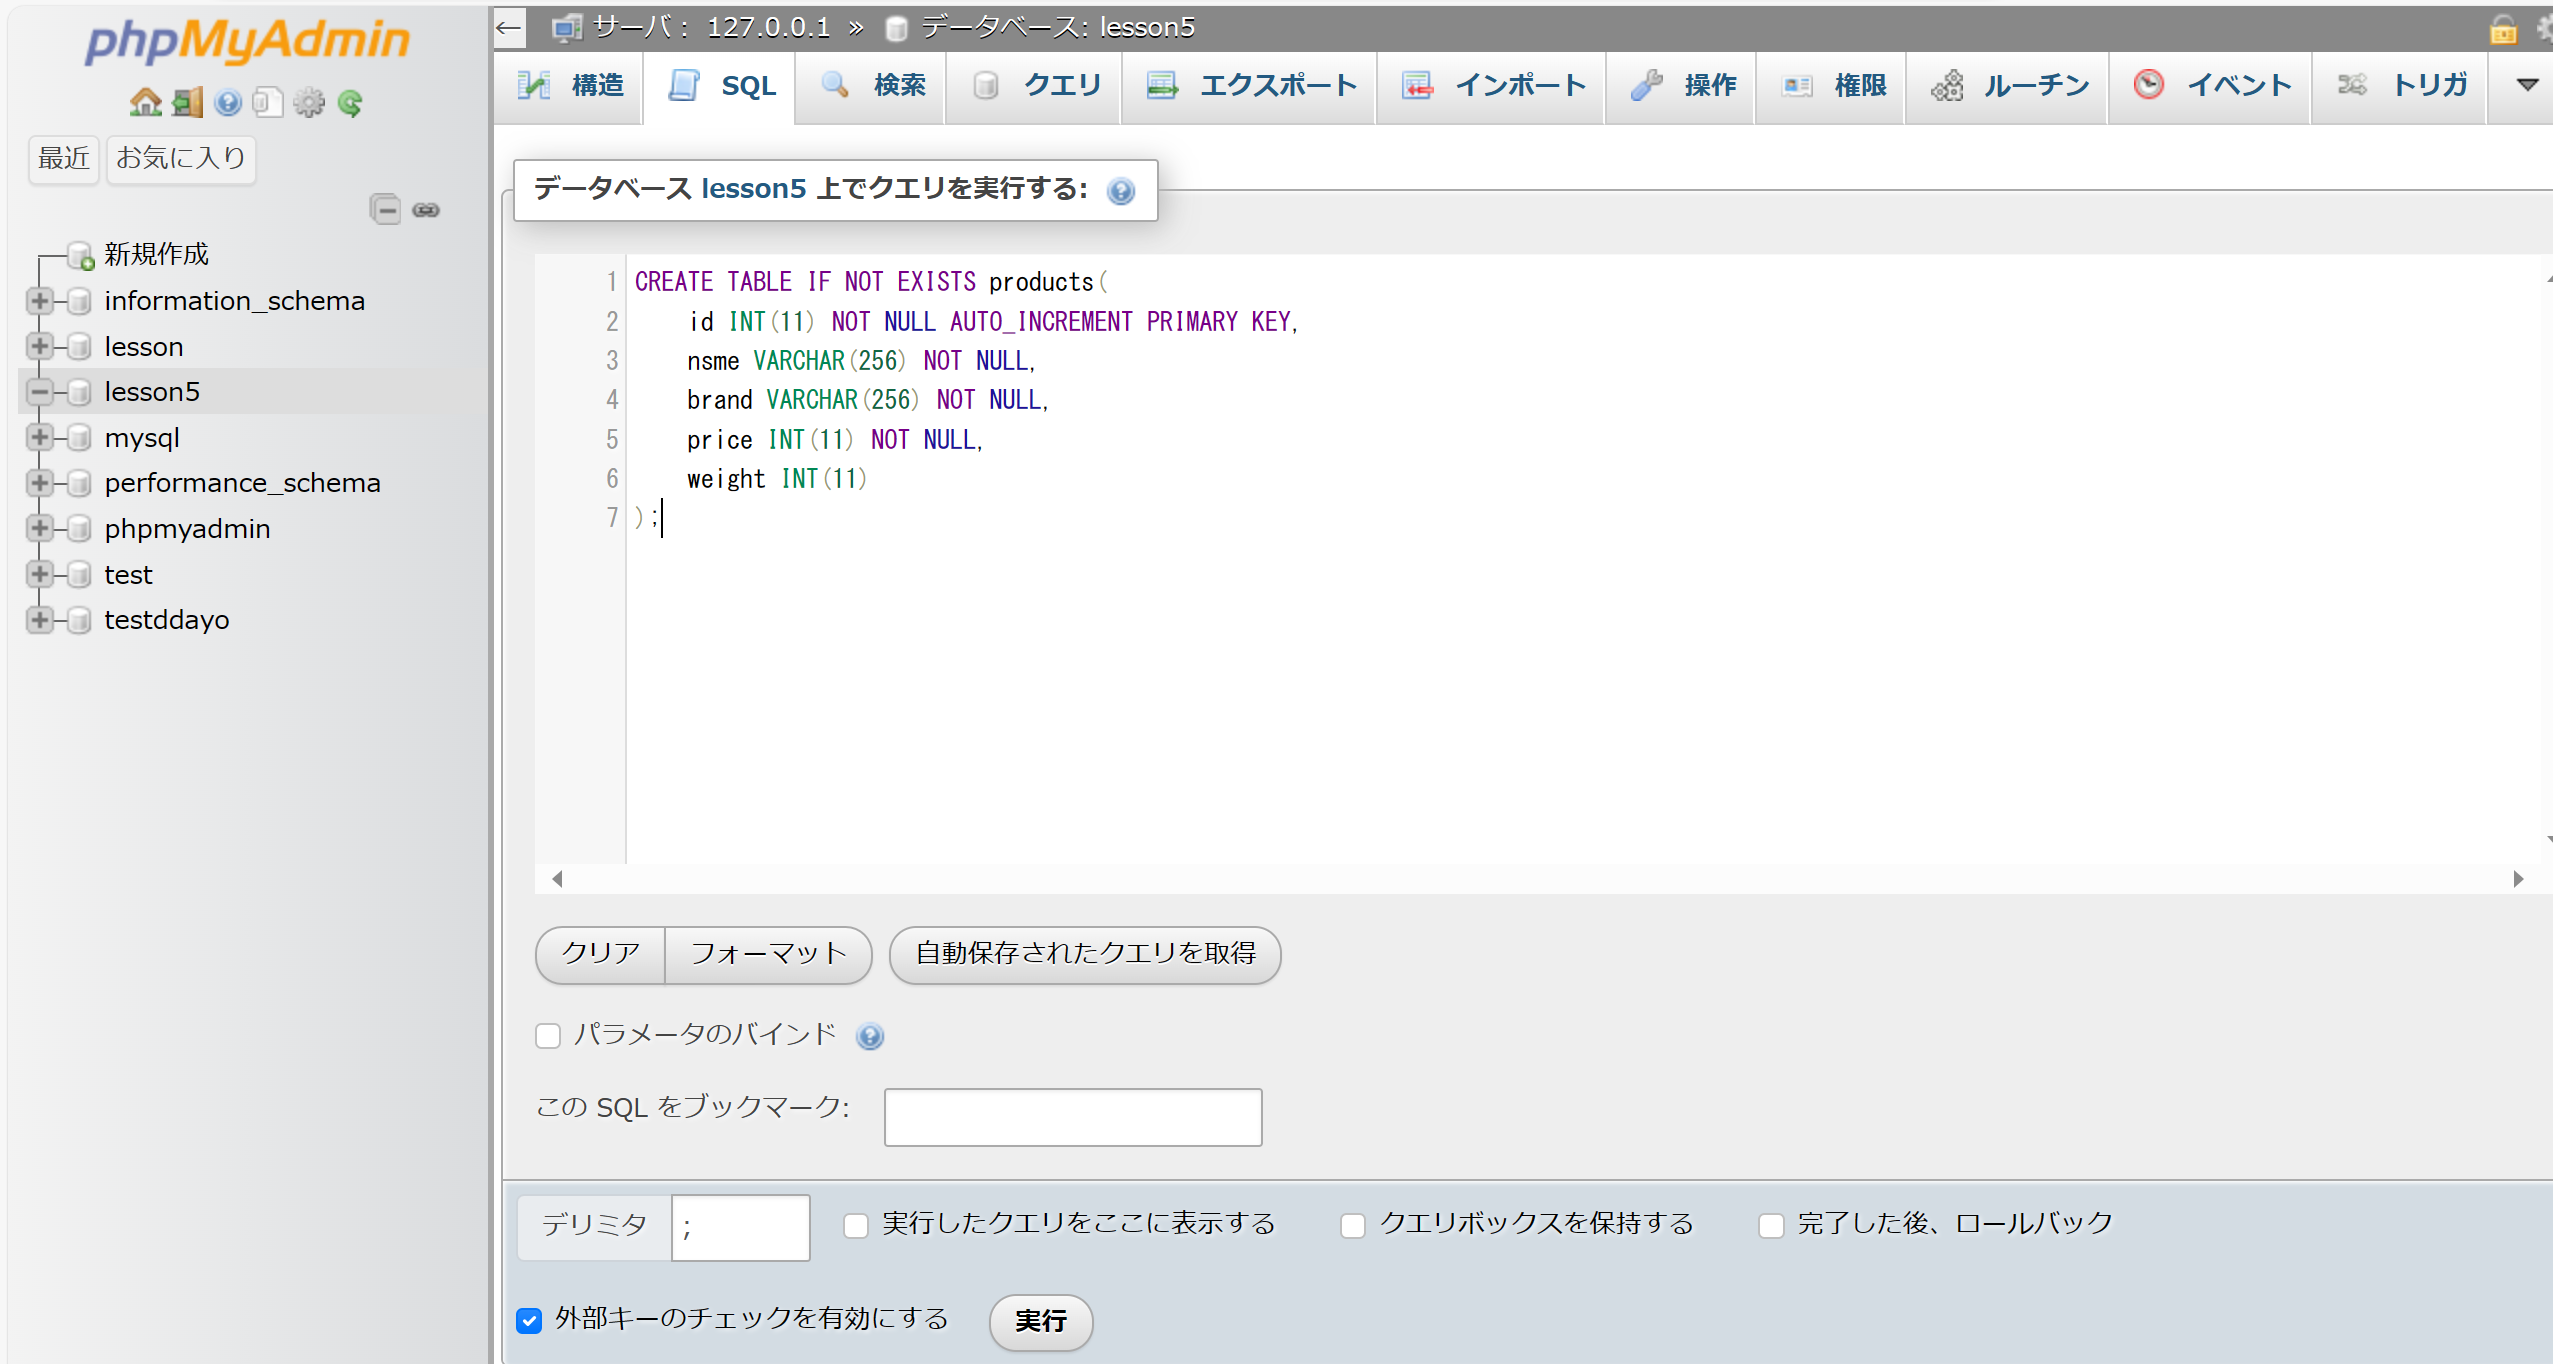 phpMyAdmin
最近 お気に入り
新規作成
information_schema
lesson
lesson5
mysql
performance_schema
phpmyadmin
test
testddayo
← サーバ： 127.0.0.1 » データベース: lesson5
構造 SQL 検索 クエリ エクスポート インポート 操作 権限 ルーチン イベント トリガ
データベース lesson5 上でクエリを実行する:
1 CREATE TABLE IF NOT EXISTS products(
2 id INT(11) NOT NULL AUTO_INCREMENT PRIMARY KEY,
3 nsme VARCHAR(256) NOT NULL,
4 brand VARCHAR(256) NOT NULL,
5 price INT(11) NOT NULL,
6 weight INT(11)
7 );
クリア フォーマット 自動保存されたクエリを取得
パラメータのバインド
この SQL をブックマーク:
デリミタ ; 実行したクエリをここに表示する クエリボックスを保持する 完了した後、ロールバック
外部キーのチェックを有効にする 実行